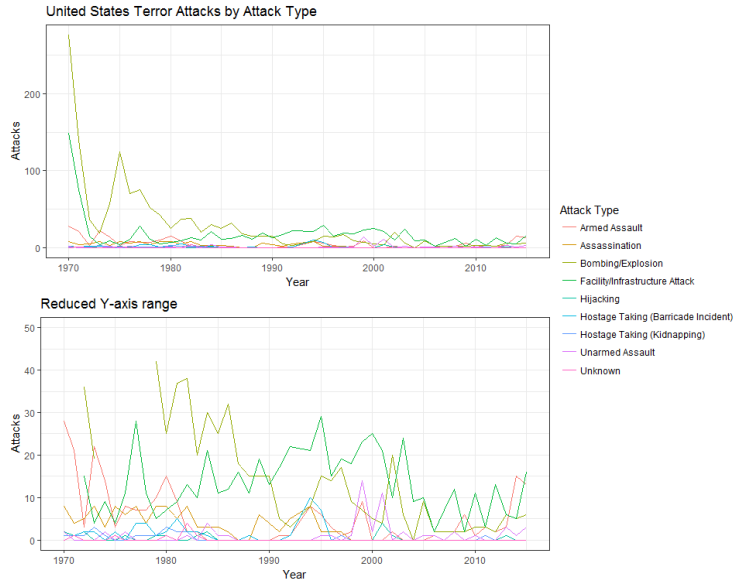 United States Terror Attacks by Attack Type
200
100
0
Attacks
1970
1980
1990
2000
2010
Year
Reduced Y-axis range
50
40
30
20
10
0
Attacks
1970
1980
1990
2000
2010
Year
Attack Type
Armed Assault
Assassination
Bombing/Explosion
Facility/Infrastructure Attack
Hijacking
Hostage Taking (Barricade Incident)
Hostage Taking (Kidnapping)
Unarmed Assault
Unknown